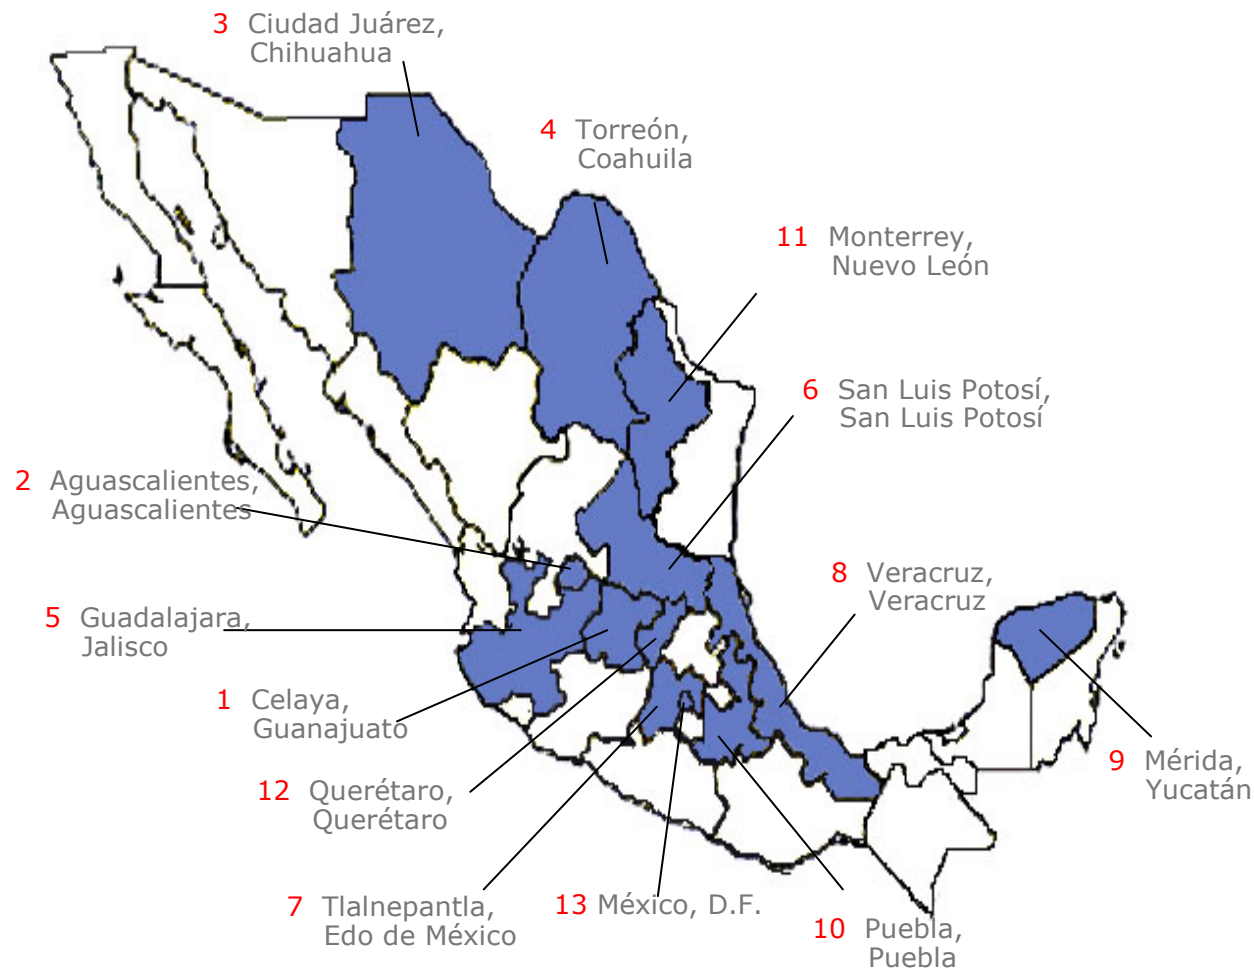 3 Ciudad Juárez,
Chihuahua
4 Torreón,
Coahuila
11 Monterrey,
Nuevo León
6 San Luis Potosí,
San Luis Potosí
2 Aguascalientes,
Aguascalientes
8 Veracruz,
Veracruz
5 Guadalajara,
Jalisco
1 Celaya,
Guanajuato
9 Mérida,
Yucatán
12 Querétaro,
Querétaro
7 Tlalnepantla,
Edo de México
13 México, D.F.
10 Puebla,
Puebla